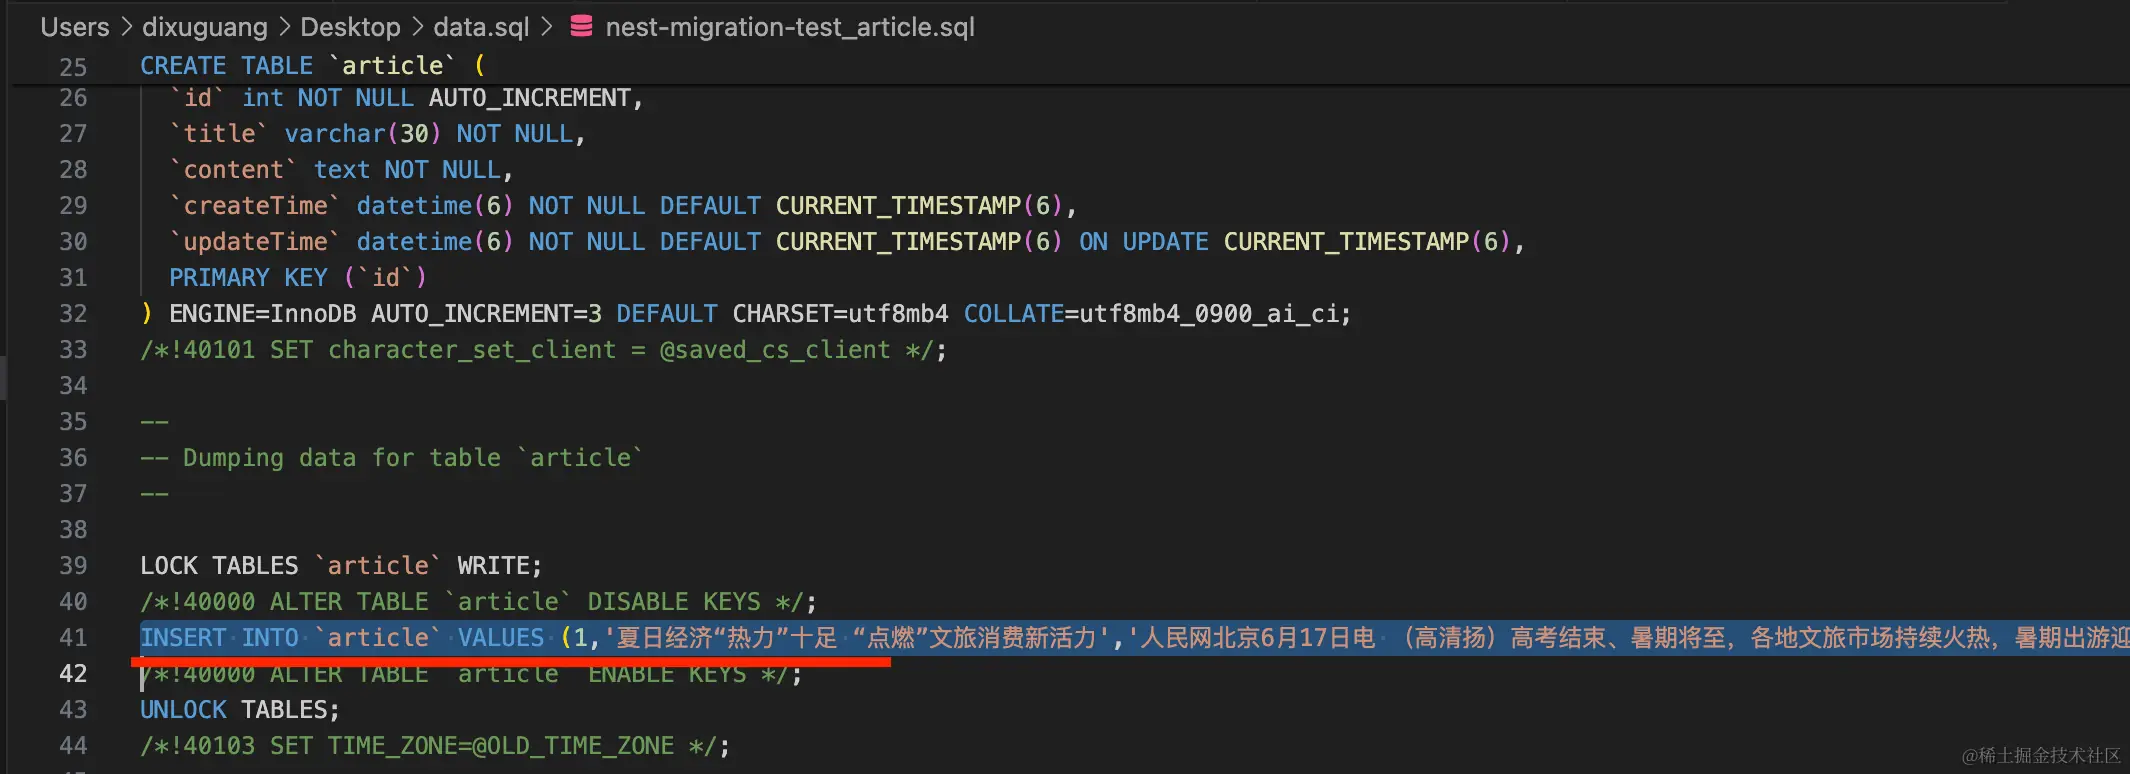 Users > dixuguang > Desktop > data.sql > nest-migration-test_article.sql
25 CREATE TABLE `article` (
26 `id` int NOT NULL AUTO_INCREMENT,
27 `title` varchar(30) NOT NULL,
28 `content` text NOT NULL,
29 `createTime` datetime(6) NOT NULL DEFAULT CURRENT_TIMESTAMP(6),
30 `updateTime` datetime(6) NOT NULL DEFAULT CURRENT_TIMESTAMP(6) ON UPDATE CURRENT_TIMESTAMP(6),
31 PRIMARY KEY (`id`)
32 ) ENGINE=InnoDB AUTO_INCREMENT=3 DEFAULT CHARSET=utf8mb4 COLLATE=utf8mb4_0900_ai_ci;
33 /*!40101 SET character_set_client = @saved_cs_client */;
34
35 --
36 -- Dumping data for table `article`
37 --
38
39 LOCK TABLES `article` WRITE;
40 /*!40000 ALTER TABLE `article` DISABLE KEYS */;
41 INSERT INTO `article` VALUES (1,'夏日经济“热力”十足 “点燃”文旅消费新活力','人民网北京6月17日电 （高清扬）高考结束、暑期将至，各地文旅市场持续火热，暑期出游迎
42 /*!40000 ALTER TABLE `article` ENABLE KEYS */;
43 UNLOCK TABLES;
44 /*!40103 SET TIME_ZONE=@OLD_TIME_ZONE */;
@稀土掘金技术社区